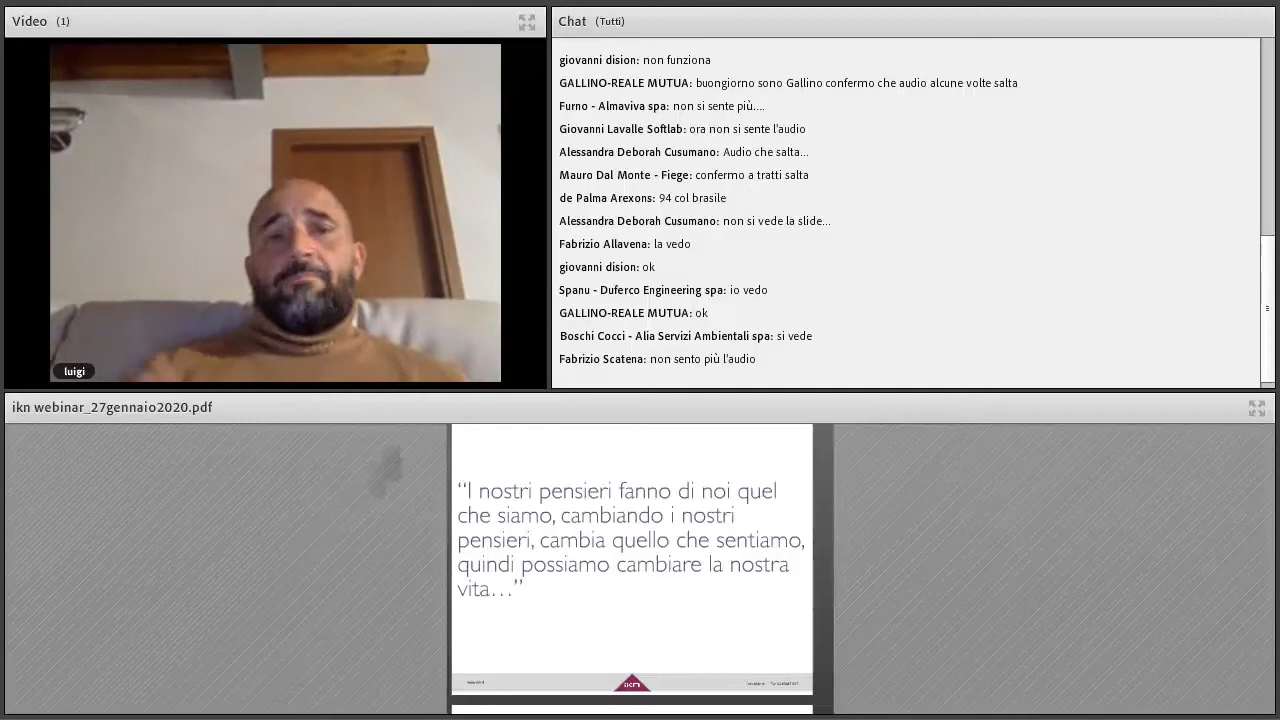 Video (1)
luigi
Chat (Tutti)
giovanni dision: non funziona
GALLINO-REALE MUTUA: buongiorno sono Gallino confermo che audio alcune volte salta
Furno - Almaviva spa: non si sente più....
Giovanni Lavalle Softlab: ora non si sente l'audio
Alessandra Deborah Cusumano: Audio che salta...
Mauro Dal Monte - Fiege: confermo a tratti salta
de Palma Arexons: 94 col brasile
Alessandra Deborah Cusumano: non si vede la slide...
Fabrizio Allavena: la vedo
giovanni dision: ok
Spanu - Duferco Engineering spa: io vedo
GALLINO-REALE MUTUA: ok
Boschi Cocci - Alia Servizi Ambientali spa: si vede
Fabrizio Scatena: non sento più l'audio
ikn webinar_27gennaio2020.pdf
“I nostri pensieri fanno di noi quel
che siamo, cambiando i nostri
pensieri, cambia quello che sentiamo,
quindi possiamo cambiare la nostra
vita…”
ikn